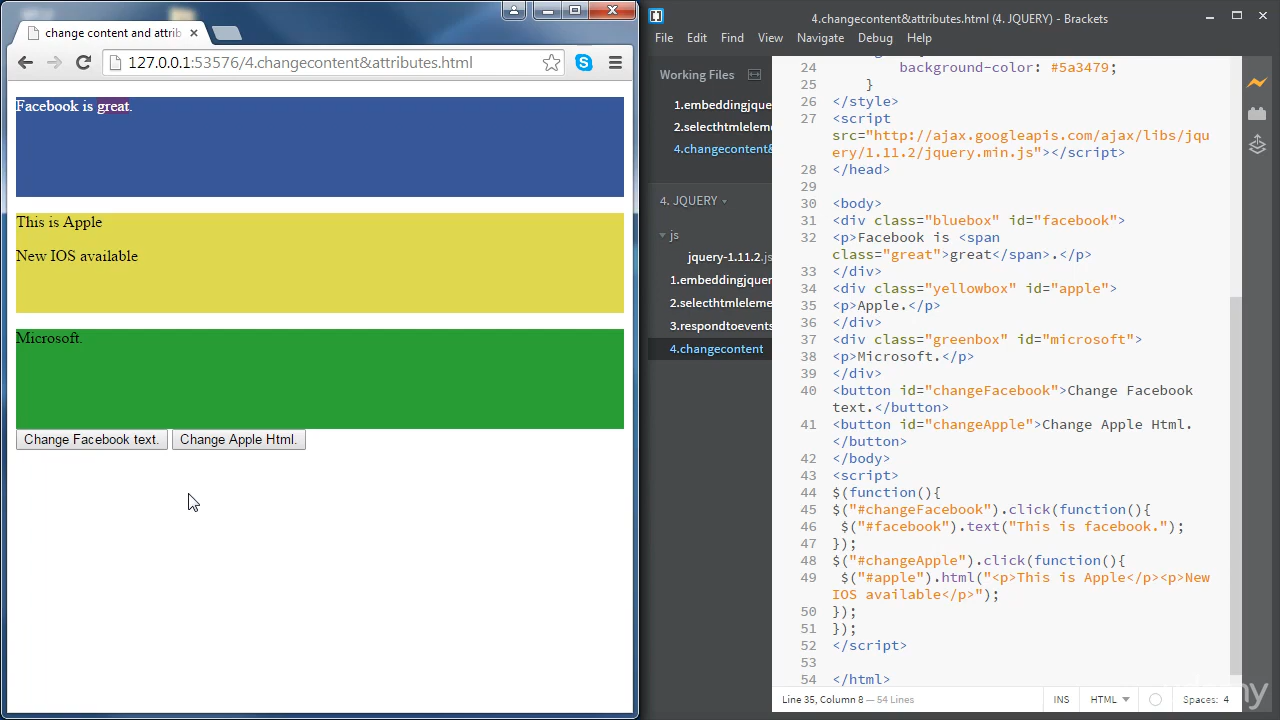 change content and attrib
127.0.0.1:53576/4.changecontent&attributes.html
Facebook is great.
This is Apple
New IOS available
Microsoft.
Change Facebook text. Change Apple Html.
4.changecontent&attributes.html (4. JQUERY) - Brackets
File Edit Find View Navigate Debug Help
Working Files
1.embeddingjque
2.selecthtmleleme
4.changecontent&
4. JQUERY
js
jquery-1.11.2.js
1.embeddingjque
2.selecthtmleleme
3.respondtoevents
4.changecontent
24 background-color: #5a3479;
25 }
26 </style>
27 <script
src="http://ajax.googleapis.com/ajax/libs/jqu
ery/1.11.2/jquery.min.js"></script>
28 </head>
29
30 <body>
31 <div class="bluebox" id="facebook">
32 <p>Facebook is <span
class="great">great</span>.</p>
33 </div>
34 <div class="yellowbox" id="apple">
35 <p>Apple.</p>
36 </div>
37 <div class="greenbox" id="microsoft">
38 <p>Microsoft.</p>
39 </div>
40 <button id="changeFacebook">Change Facebook
text.</button>
41 <button id="changeApple">Change Apple Html.
</button>
42 </body>
43 <script>
44 $(function(){
45 $("#changeFacebook").click(function(){
46 $("#facebook").text("This is facebook.");
47 });
48 $("#changeApple").click(function(){
49 $("#apple").html("<p>This is Apple</p><p>New
IOS available</p>");
50 });
51 });
52 </script>
53
54 </html>
Line 35, Column 8 — 54 Lines
INS HTML Spaces: 4